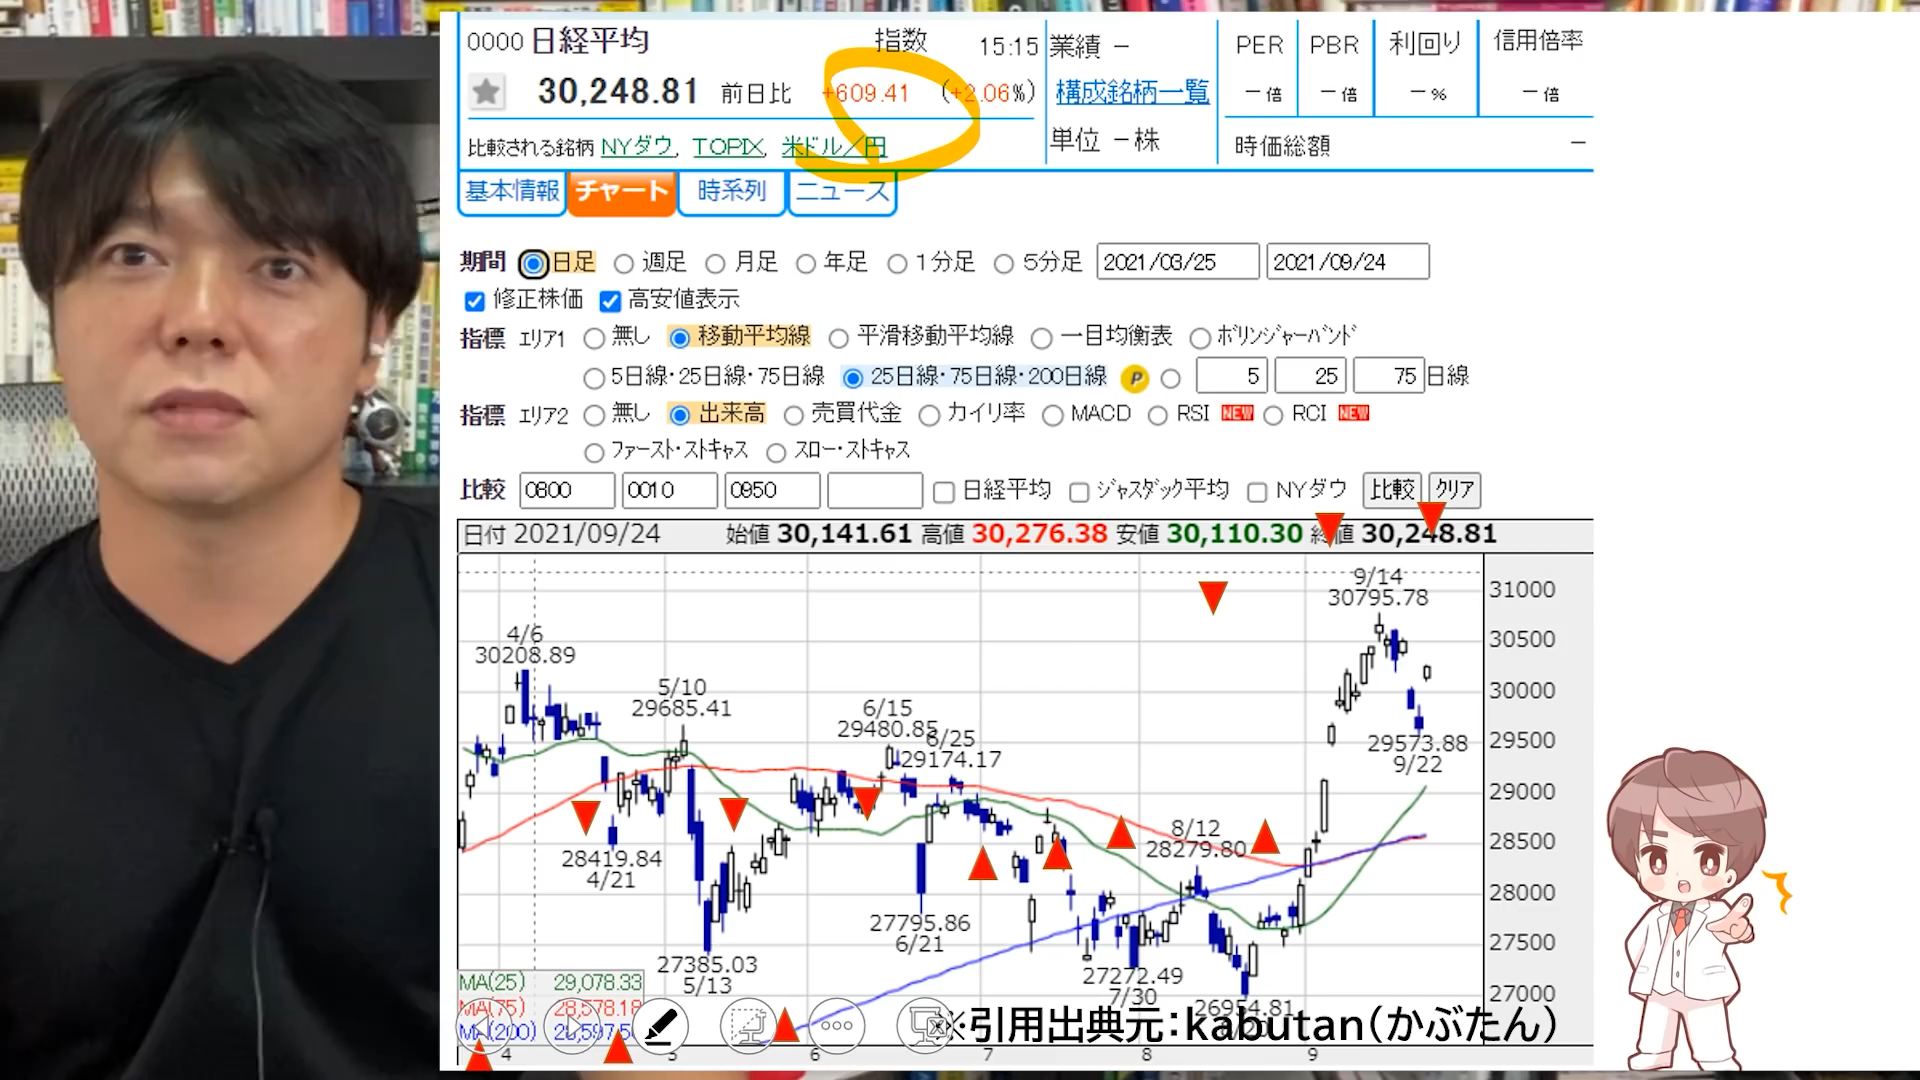 0000 日経平均 指数 15:15
業績 －
PER PBR 利回り 信用倍率
30,248.81 前日比 +609.41 (+2.06%)
構成銘柄一覧
－倍 －倍 －% －倍
比較される銘柄 NYダウ, TOPIX, 米ドル／円
単位 －株
時価総額 －
基本情報 チャート 時系列 ニュース
期間 日足 週足 月足 年足 1分足 5分足 2021/03/25 2021/09/24
修正株価 高安値表示
指標 エリア1 無し 移動平均線 平滑移動平均線 一目均衡表 ボリンジャーバンド
5日線・25日線・75日線 25日線・75日線・200日線 P 5 25 75 日線
指標 エリア2 無し 出来高 売買代金 カイリ率 MACD RSI NEW RCI NEW
ファースト・ストキャス スロー・ストキャス
比較 0800 0010 0950 日経平均 ジャスダック平均 NYダウ 比較 クリア
日付 2021/09/24 始値 30,141.61 高値 30,276.38 安値 30,110.30 終値 30,248.81
9/14
30795.78
31000
4/6
30208.89
30500
5/10
29685.41
30000
6/15
29480.85
6/25
29174.17
29573.88
9/22
29500
29000
8/12
28279.80
28500
28419.84
4/21
28000
27795.86
6/21
27500
27385.03
5/13
27272.49
7/30
26954.81
27000
MA(25) 29,078.33
MA(75) 28,578.18
※引用出典元：kabutan（かぶたん）
4 5 6 7 8 9